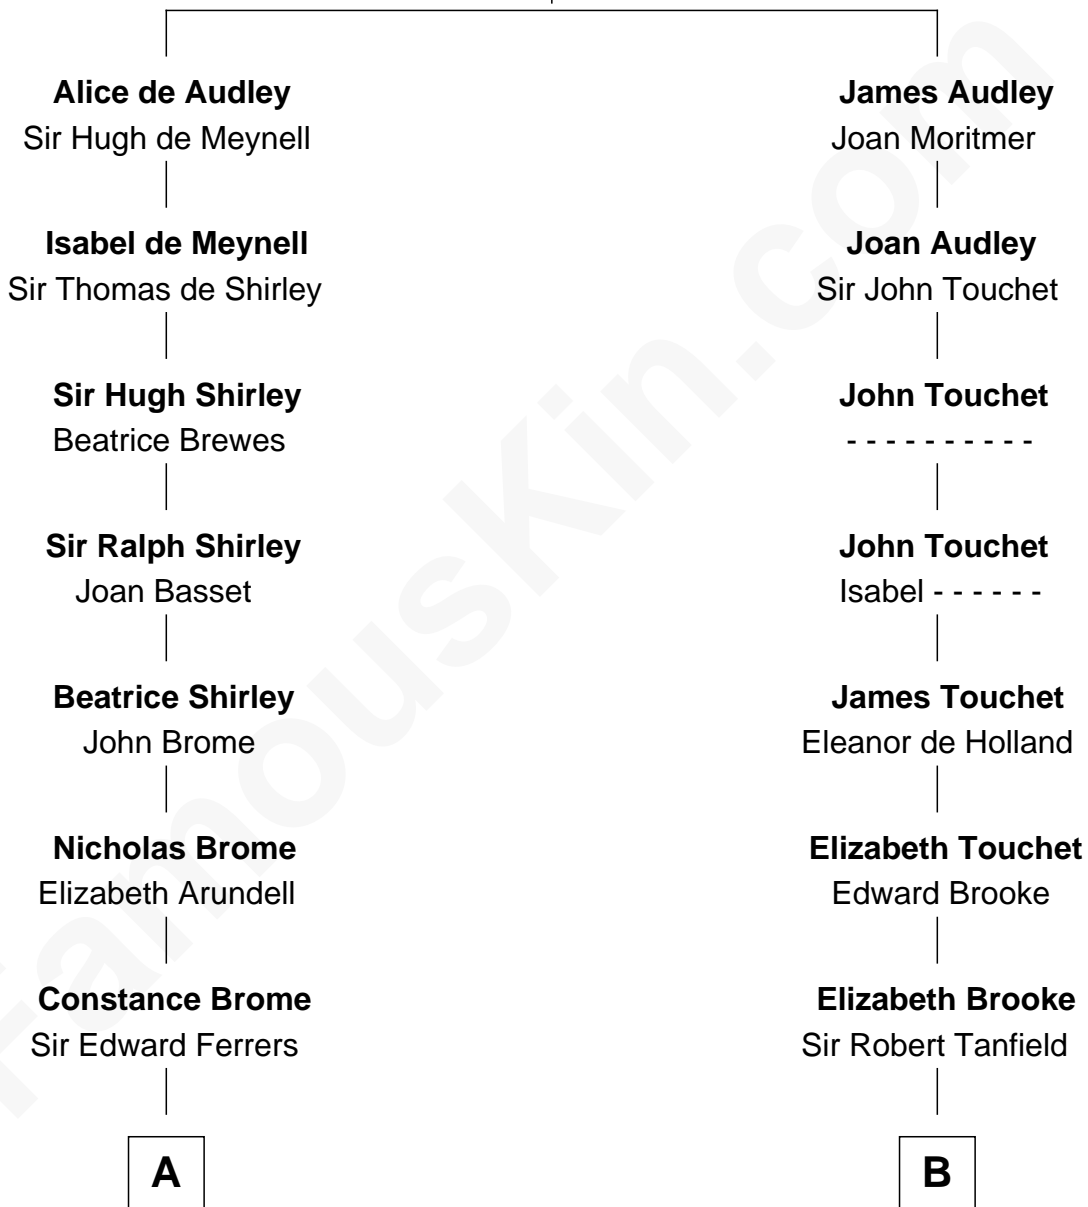 Alice de Audley
Sir Hugh de Meynell
Isabel de Meynell
Sir Thomas de Shirley
Sir Hugh Shirley
Beatrice Brewes
Sir Ralph Shirley
Joan Basset
Beatrice Shirley
John Brome
Nicholas Brome
Elizabeth Arundell
Constance Brome
Sir Edward Ferrers
A
James Audley
Joan Moritmer
Joan Audley
Sir John Touchet
John Touchet
- - - - - - - - - -
John Touchet
Isabel - - - - - -
James Touchet
Eleanor de Holland
Elizabeth Touchet
Edward Brooke
Elizabeth Brooke
Sir Robert Tanfield
B
FamousKin.com